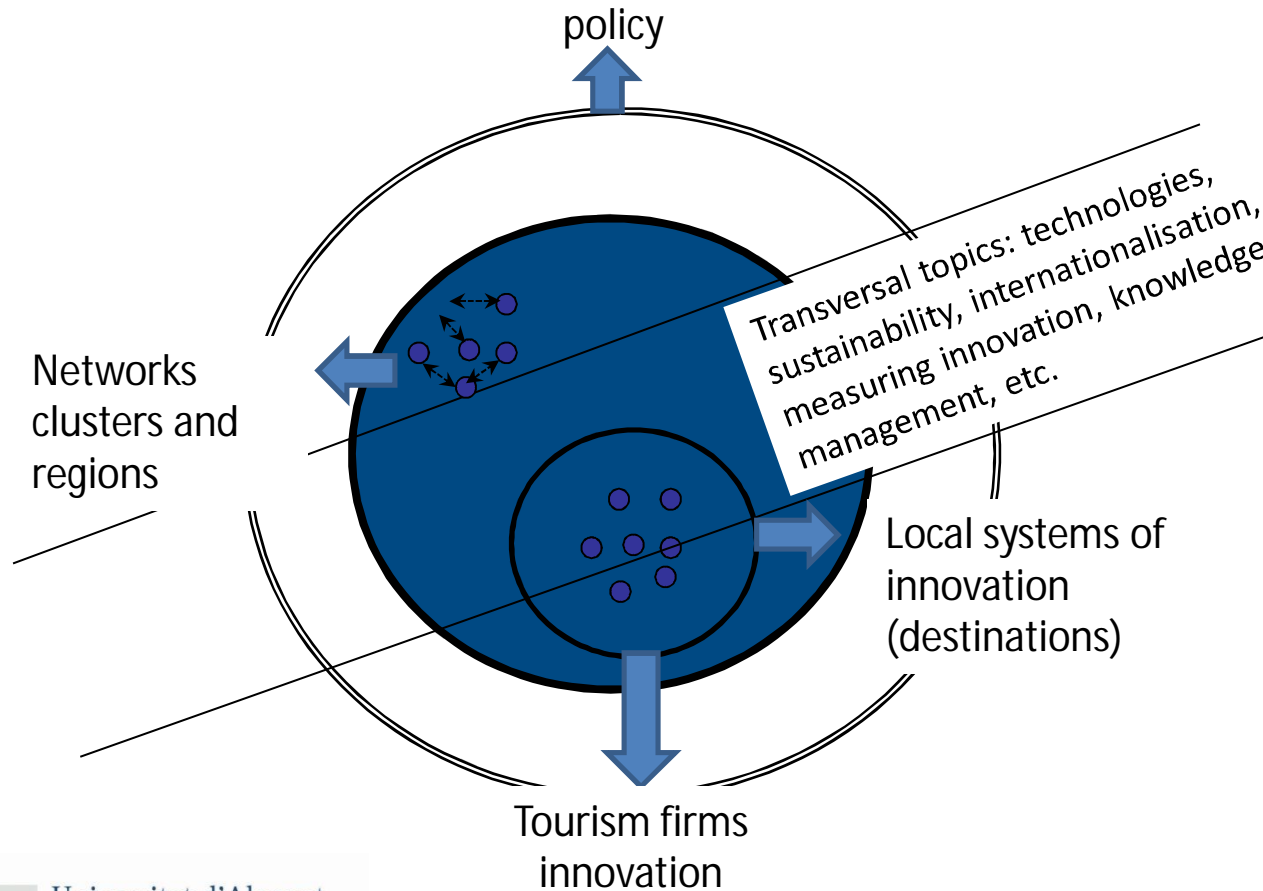 policy
Transversal topics: technologies,
sustainability, internationalisation,
measuring innovation, knowledge
management, etc.
Networks
clusters and
regions
Local systems of
innovation
(destinations)
Tourism firms
innovation